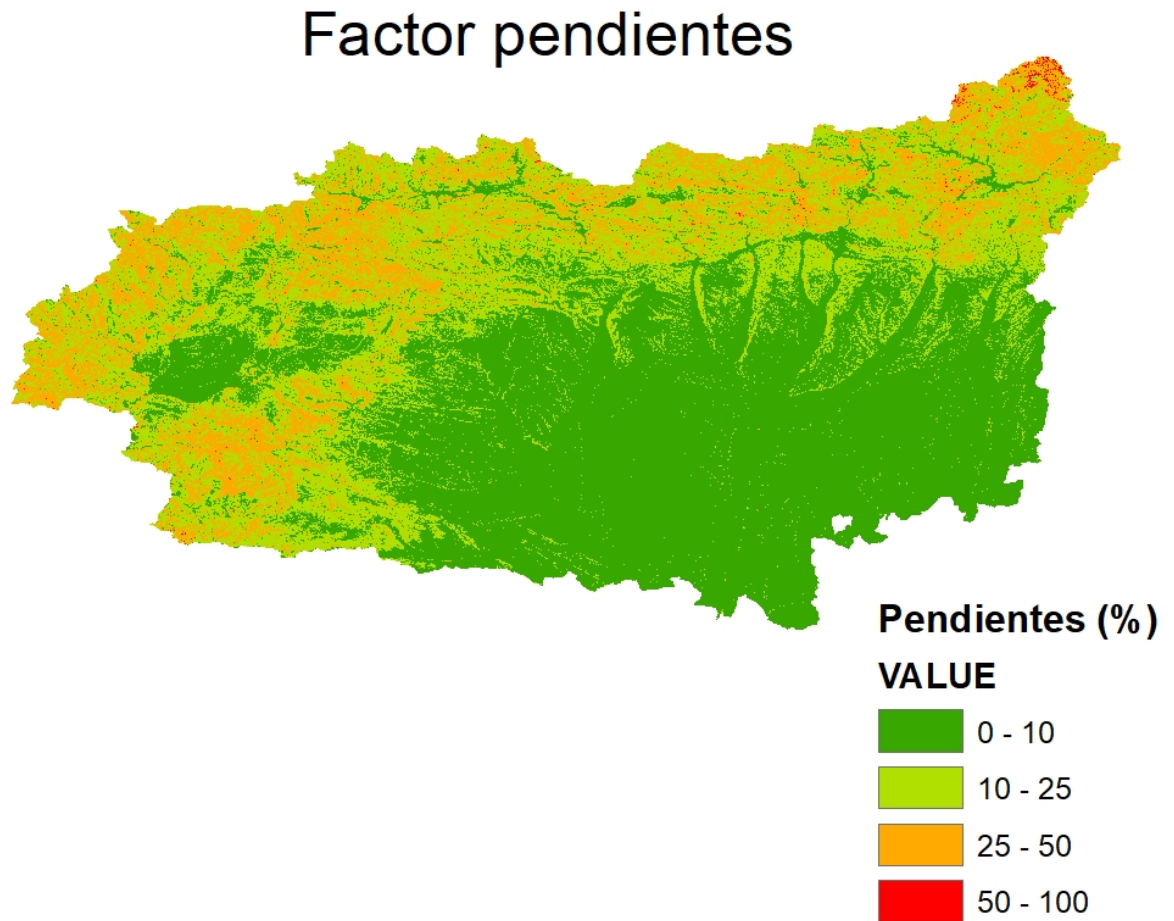 Factor pendientes
Pendientes (%)
VALUE
0 - 10
10 - 25
25 - 50
50 - 100